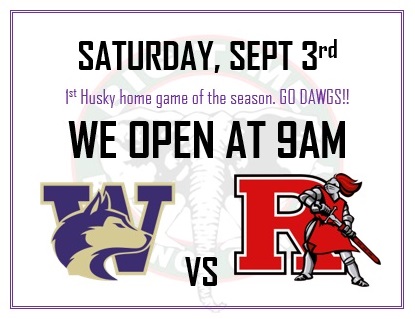 SATURDAY, SEPT 3rd
1st Husky home game of the season. GO DAWGS!!
WE OPEN AT 9AM
W
R
VS